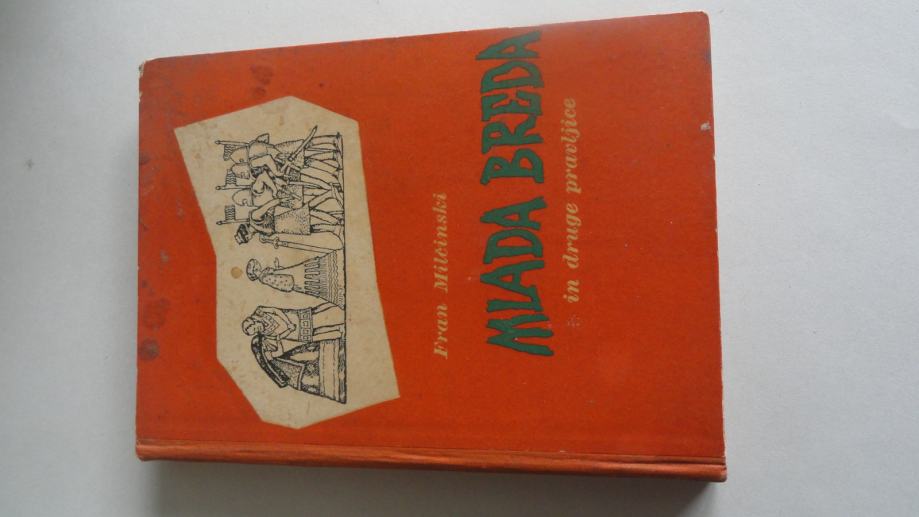 Fran Milčinski
MLADA BREDA
in druge pravljice